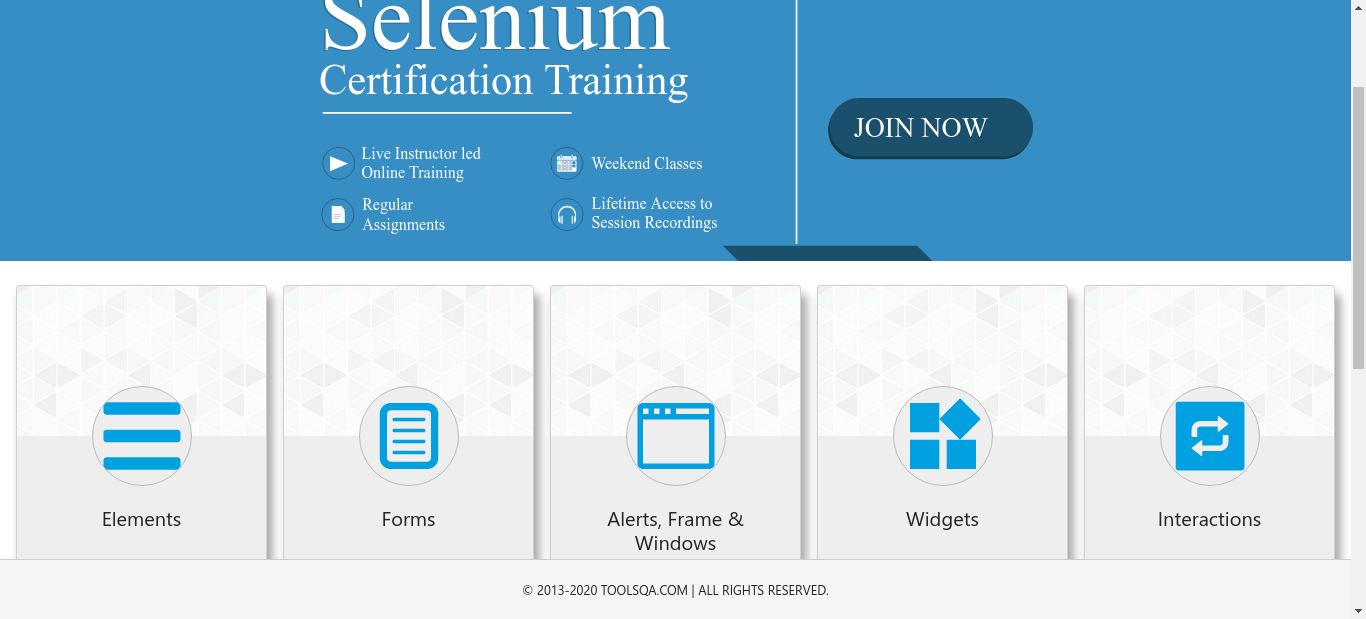 Selenium
Certification Training
JOIN NOW
Live Instructor led
Online Training
Weekend Classes
Regular
Assignments
Lifetime Access to
Session Recordings
Elements
Forms
Alerts, Frame &
Windows
Widgets
Interactions
© 2013-2020 TOOLSQA.COM | ALL RIGHTS RESERVED.